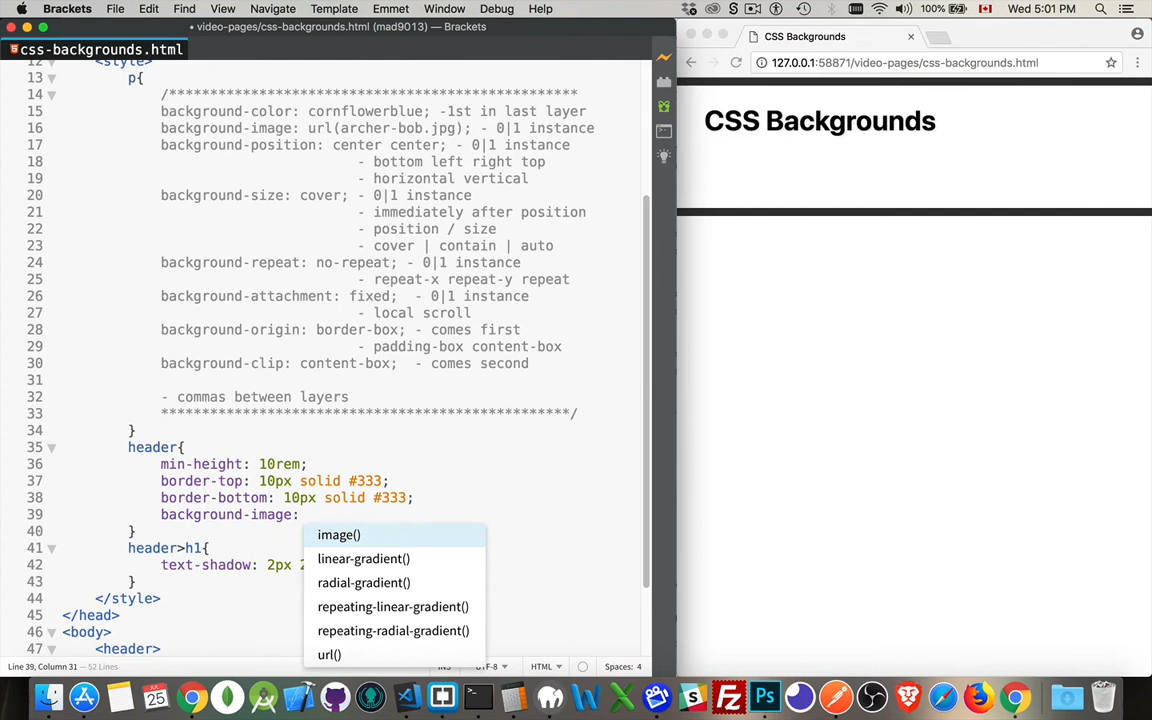 Brackets File Edit Find View Navigate Template Emmet Window Debug Help
100% Wed 5:01 PM
• video-pages/css-backgrounds.html (mad9013) — Brackets
css-backgrounds.html
12 <style>
13 p{
14 /**************************************************
15 background-color: cornflowerblue; -1st in last layer
16 background-image: url(archer-bob.jpg); - 0|1 instance
17 background-position: center center; - 0|1 instance
18 - bottom left right top
19 - horizontal vertical
20 background-size: cover; - 0|1 instance
21 - immediately after position
22 - position / size
23 - cover | contain | auto
24 background-repeat: no-repeat; - 0|1 instance
25 - repeat-x repeat-y repeat
26 background-attachment: fixed;  - 0|1 instance
27 - local scroll
28 background-origin: border-box; - comes first
29 - padding-box content-box
30 background-clip: content-box;  - comes second
31
32 - commas between layers
33 **************************************************/
34 }
35 header{
36 min-height: 10rem;
37 border-top: 10px solid #333;
38 border-bottom: 10px solid #333;
39 background-image:
40 }
41 header>h1{
42 text-shadow: 2px 2
43 }
44 </style>
45 </head>
46 <body>
47 <header>
image()
linear-gradient()
radial-gradient()
repeating-linear-gradient()
repeating-radial-gradient()
url()
Line 39, Column 31 — 52 Lines
INS UTF-8 HTML Spaces: 4
CSS Backgrounds
127.0.0.1:58871/video-pages/css-backgrounds.html
CSS Backgrounds
JUL
25